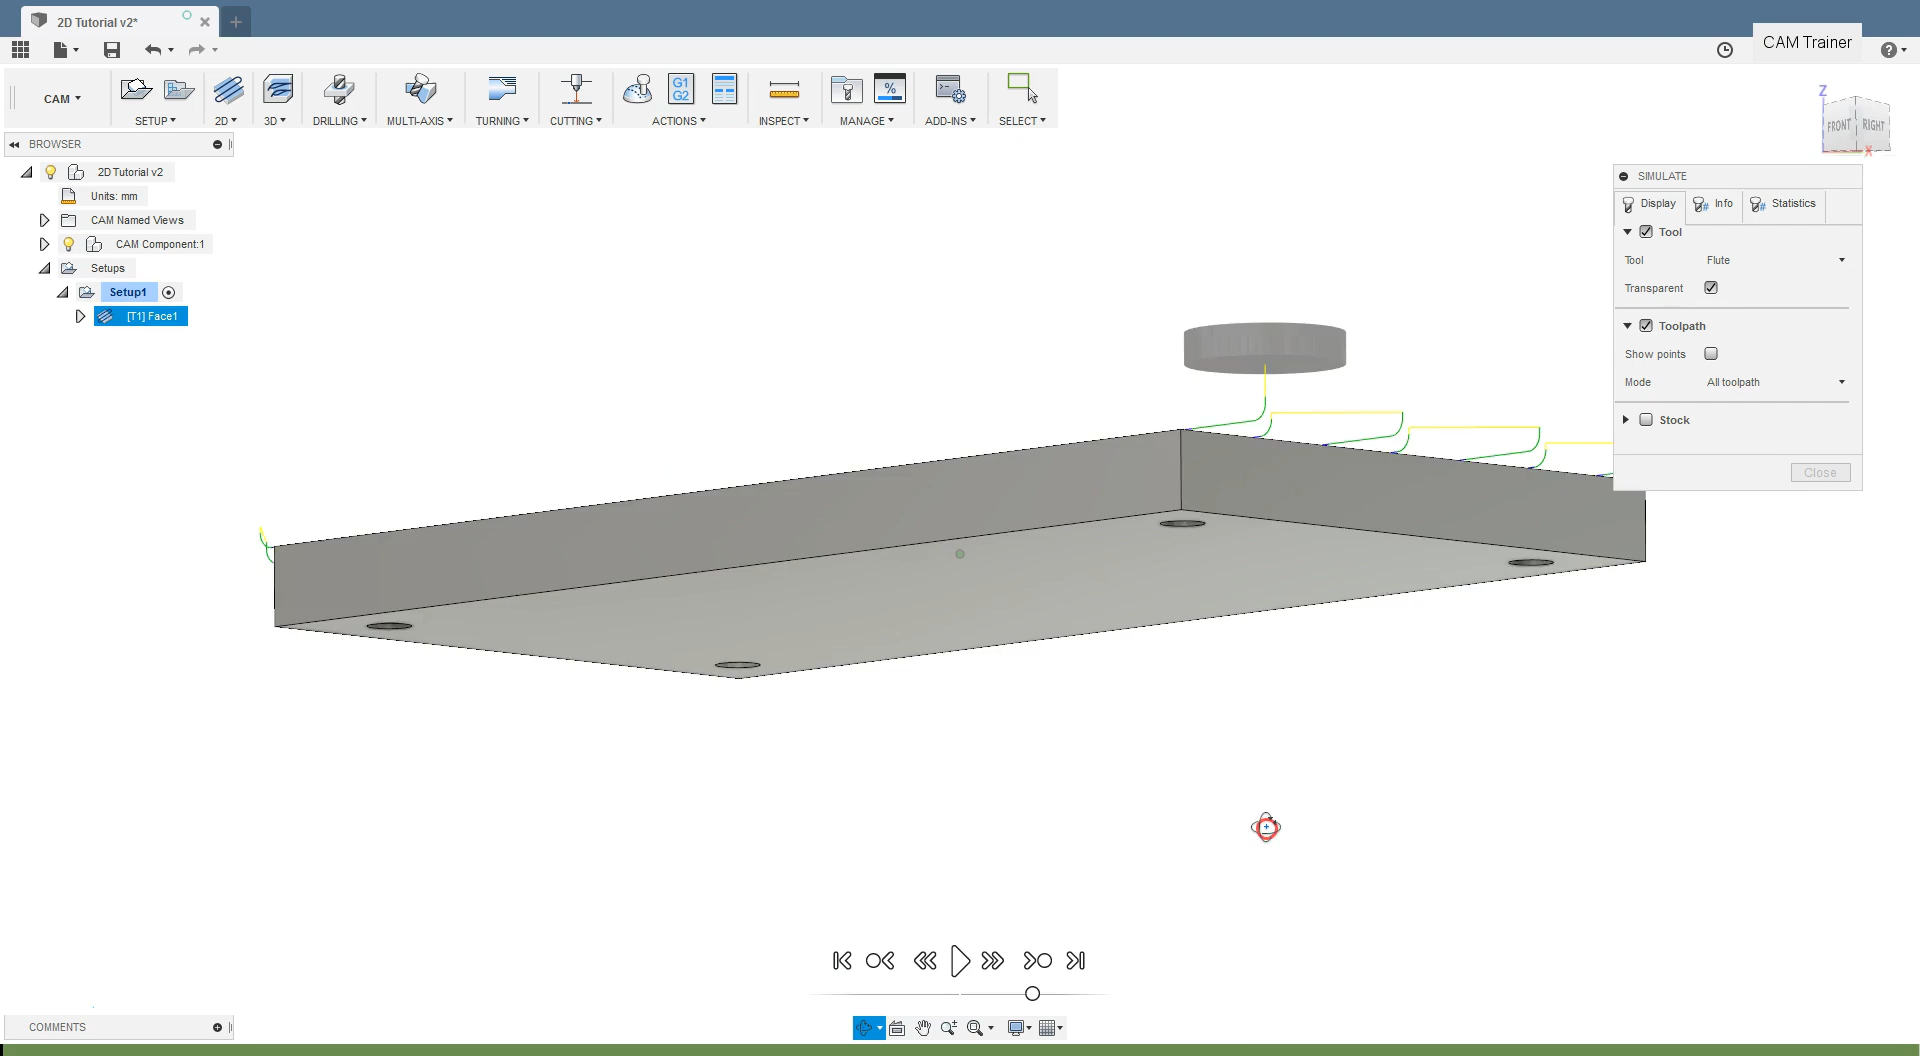 2D Tutorial v2*
CAM Trainer
CAM
G1
G2
%
SETUP
2D
3D
DRILLING
MULTI-AXIS
TURNING
CUTTING
ACTIONS
INSPECT
MANAGE
ADD-INS
SELECT
Z
FRONT
RIGHT
X
BROWSER
2D Tutorial v2
Units: mm
CAM Named Views
CAM Component:1
Setups
Setup1
[T1] Face1
SIMULATE
Display
Info
Statistics
Tool
Tool
Flute
Transparent
Toolpath
Show points
Mode
All toolpath
Stock
Close
COMMENTS